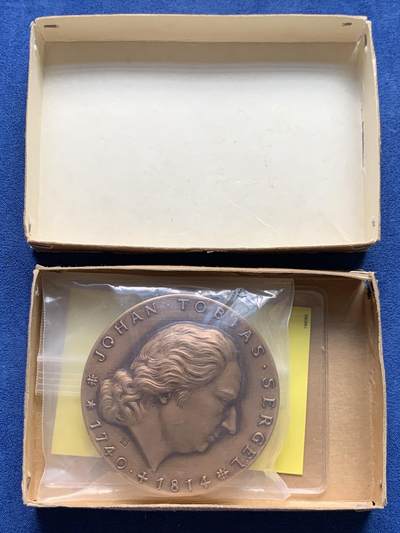 JOHAN · TOBIAS · SERGEL
* 1740 · + 1814 *